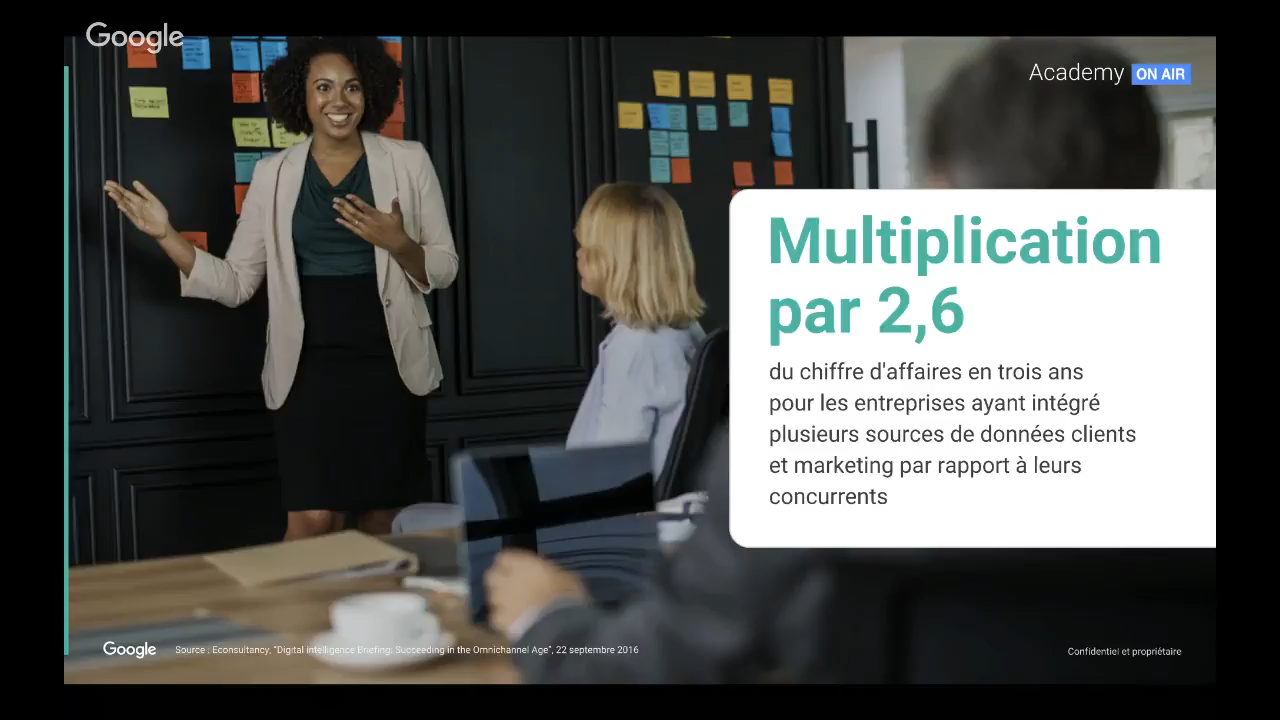 Google
Academy ON AIR
Multiplication
par 2,6
du chiffre d'affaires en trois ans
pour les entreprises ayant intégré
plusieurs sources de données clients
et marketing par rapport à leurs
concurrents
Google
Source : Econsultancy, "Digital intelligence Briefing: Succeeding in the Omnichannel Age", 22 septembre 2016
Confidentiel et propriétaire